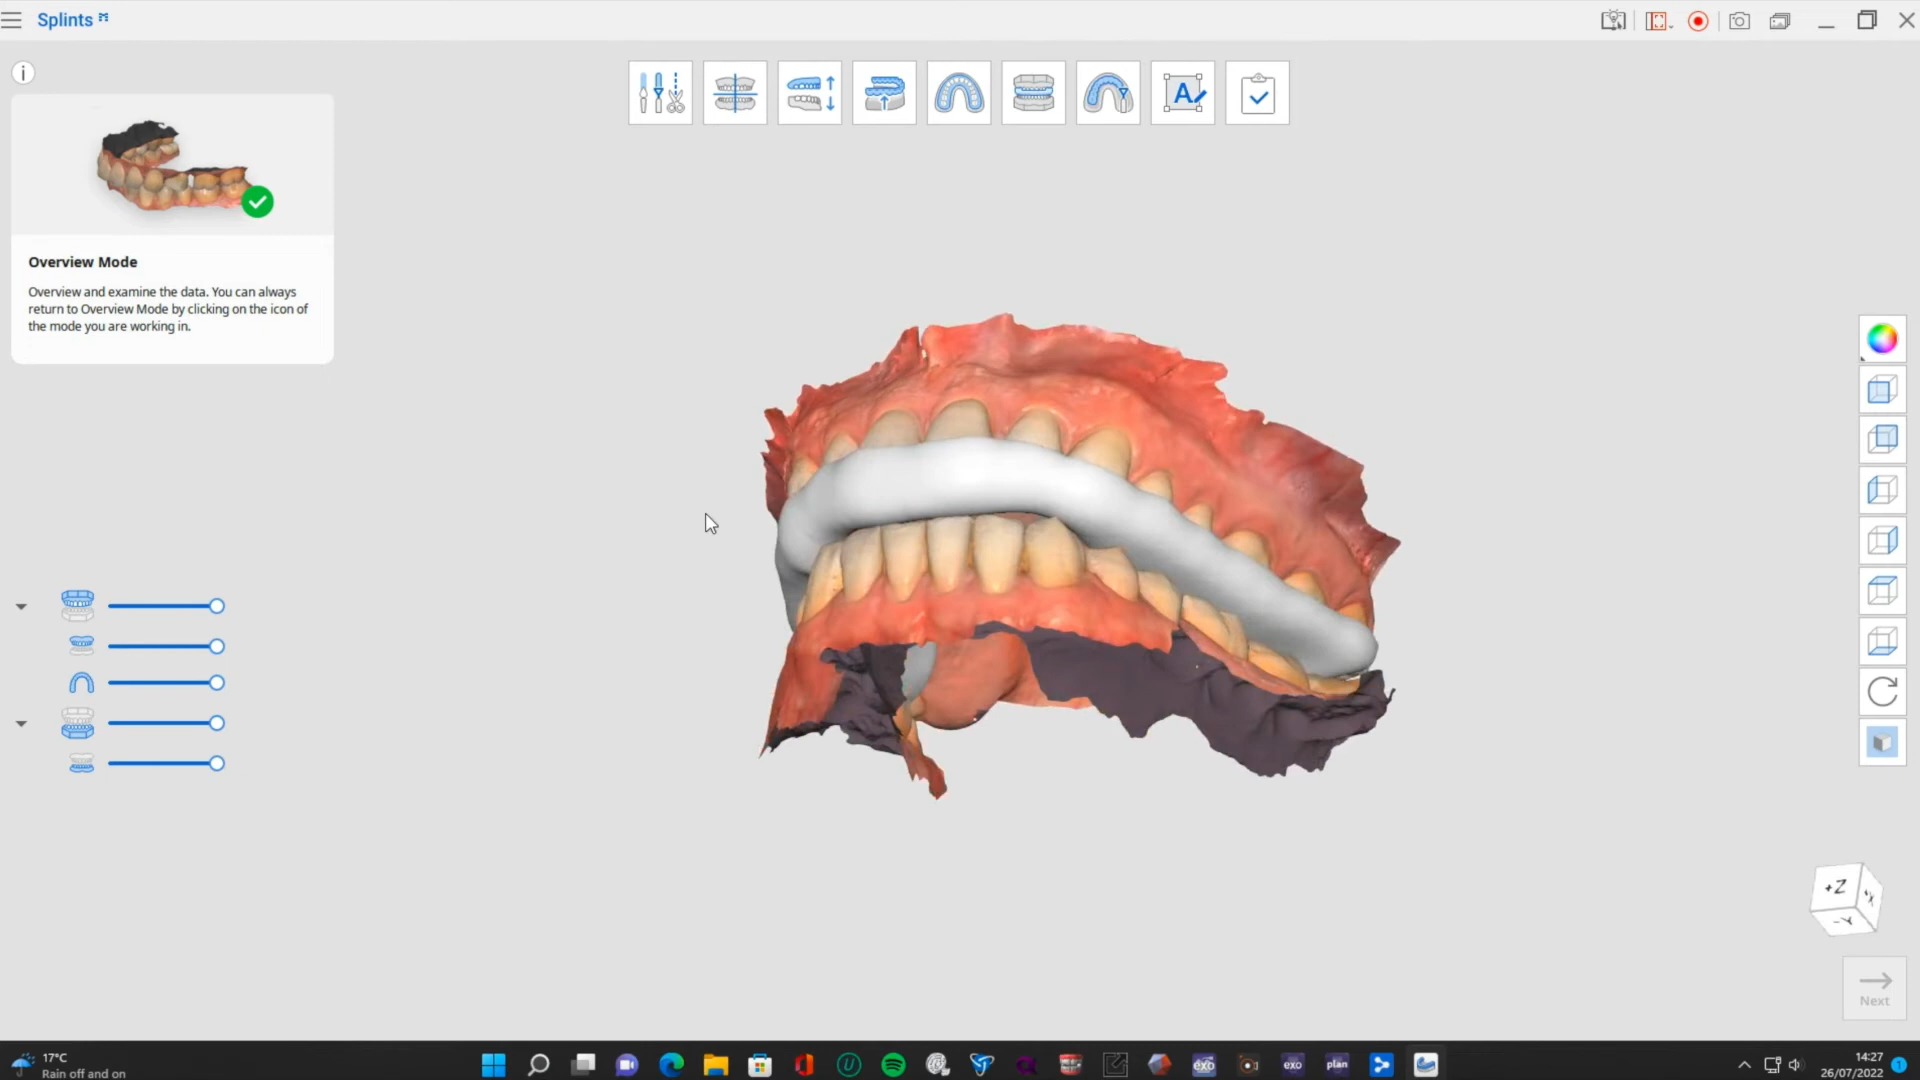 Splints
i
Overview Mode
Overview and examine the data. You can always
return to Overview Mode by clicking on the icon of
the mode you are working in.
A
+Z
+X
-Y
Next
17°C
Rain off and on
exo
exo
plan
14:27
26/07/2022
1